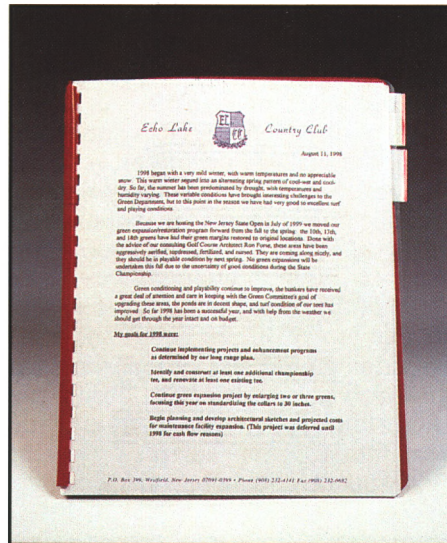 Echo Lake Country Club
August 11, 1998
1998 began with a very mild winter, with warm temperatures and no appreciable
snow. This warm winter segued into an alternating spring pattern of cool-wet and cool-
dry. So far, the summer has been predominated by drought, with temperatures and
humidity varying. These variable conditions have brought interesting challenges to the
Green Department, but to this point in the season we have had very good to excellent turf
and playing conditions.
Because we are hosting the New Jersey State Open in July of 1999 we moved our
green expansion/restoration program forward from the fall to the spring: the 10th, 13th,
and 18th greens have had their green margins restored to original locations. Done with
the advice of our consulting Golf Course Architect Ron Forse, these areas have been
aggressively verified, topdressed, fertilized, and nursed. They are coming along nicely, and
they should be in playable condition by next spring. No green expansions will be
undertaken this fall due to the uncertainty of good conditions during the State
Championship.
Green conditioning and playability continue to improve, the bunkers have received
a great deal of attention and care in keeping with the Green Committee's goal of
upgrading these areas, the ponds are in decent shape, and turf condition of our tees has
improved. So far 1998 has been a successful year, and with help from the weather we
should get through the year intact and on budget.
My goals for 1998 were:
Continue implementing projects and enhancement programs
as determined by our long range plan.
Identify and construct at least one additional championship
tee, and renovate at least one existing tee.
Continue green expansion project by enlarging two or three greens,
focusing this year on standardizing the collars to 30 inches.
Begin planning and develop architectural sketches and projected costs
for maintenance facility expansion. (This project was deferred until
1998 for cash flow reasons)
P.O. Box 399, Westfield, New Jersey 07091-0399 • Phone (908) 232-4141 Fax (908) 232-0682